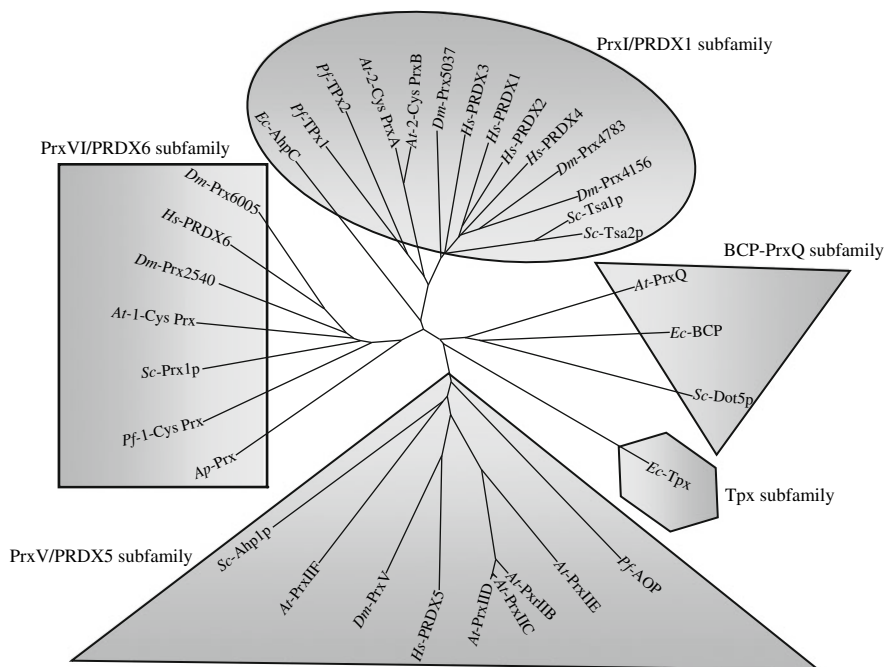 PrxI/PRDX1 subfamily
Ec-AhpC
Pf-TPx1
Pf-TPx2
At-2-Cys PrxA
At-2-Cys PrxB
Dm-Prx5037
Hs-PRDX3
Hs-PRDX1
Hs-PRDX2
Hs-PRDX4
Dm-Prx4783
Dm-Prx4156
Sc-Tsa1p
Sc-Tsa2p
PrxVI/PRDX6 subfamily
Dm-Prx6005
Hs-PRDX6
Dm-Prx2540
At-1-Cys Prx
Sc-Prx1p
Pf-1-Cys Prx
Ap-Prx
BCP-PrxQ subfamily
At-PrxQ
Ec-BCP
Sc-Dot5p
Ec-Tpx
Tpx subfamily
PrxV/PRDX5 subfamily
Sc-Ahp1p
At-PrxIIF
Dm-PrxV
Hs-PRDX5
At-PrxIID
At-PrxIIC
At-PxrIIB
At-PrxIIE
Pf-AOP